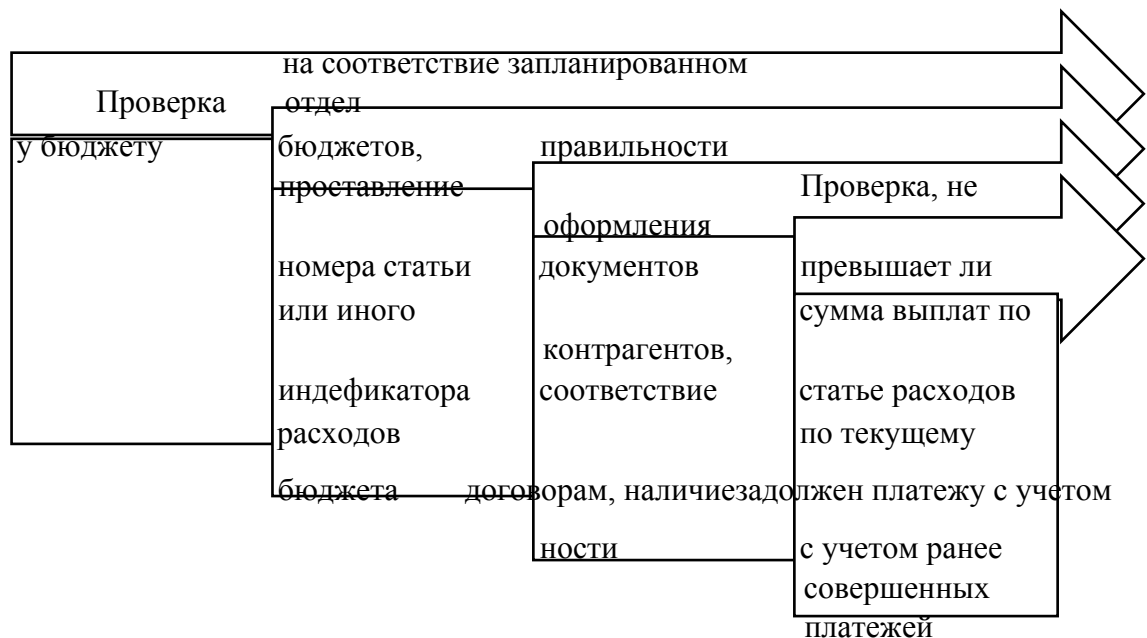 на соответствие запланированном
Проверка отдел
у бюджету бюджетов, правильности
проставление Проверка, не
оформления
номера статьи документов превышает ли
или иного сумма выплат по
контрагентов,
индефикатора соответствие статье расходов
расходов по текущему
бюджета договорам, наличиезадолжен платежу с учетом
ности с учетом ранее
совершенных
платежей